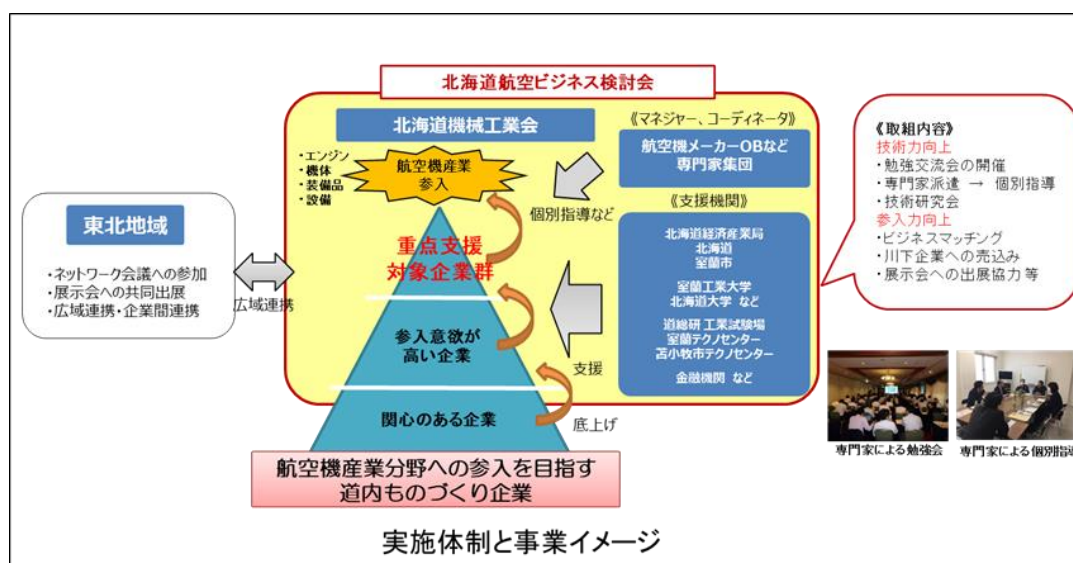 北海道航空ビジネス検討会
北海道機械工業会
・エンジン
・機体
・装備品
・設備
航空機産業
参入
重点支援
対象企業群
参入意欲が
高い企業
関心のある企業
航空機産業分野への参入を目指す
道内ものづくり企業
個別指導など
支援
底上げ
《マネジャー、コーディネータ》
航空機メーカーOBなど
専門家集団
《支援機関》
北海道経済産業局
北海道
室蘭市
室蘭工業大学
北海道大学 など
道総研 工業試験場
室蘭テクノセンター
苫小牧市テクノセンター
金融機関 など
東北地域
・ネットワーク会議への参加
・展示会への共同出展
・広域連携・企業間連携
広域連携
《取組内容》
技術力向上
・勉強交流会の開催
・専門家派遣 → 個別指導
・技術研究会
参入力向上
・ビジネスマッチング
・川下企業への売込み
・展示会への出展協力 等
専門家による勉強会
専門家による個別指導
実施体制と事業イメージ